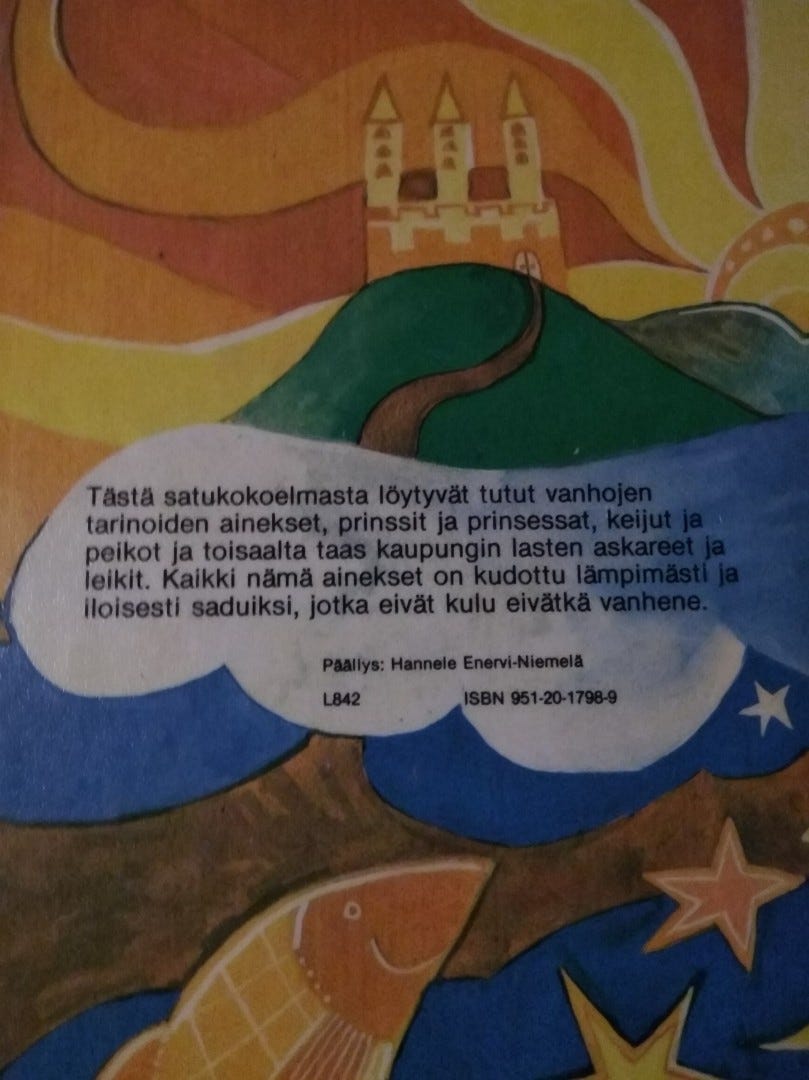 Tästä satukokoelmasta löytyvät tutut vanhojen
tarinoiden ainekset, prinssit ja prinsessat, keijut ja
peikot ja toisaalta taas kaupungin lasten askareet ja
leikit. Kaikki nämä ainekset on kudottu lämpimästi ja
iloisesti saduiksi, jotka eivät kulu eivätkä vanhene.
Päällys: Hannele Enervi-Niemelä
L842 ISBN 951-20-1798-9